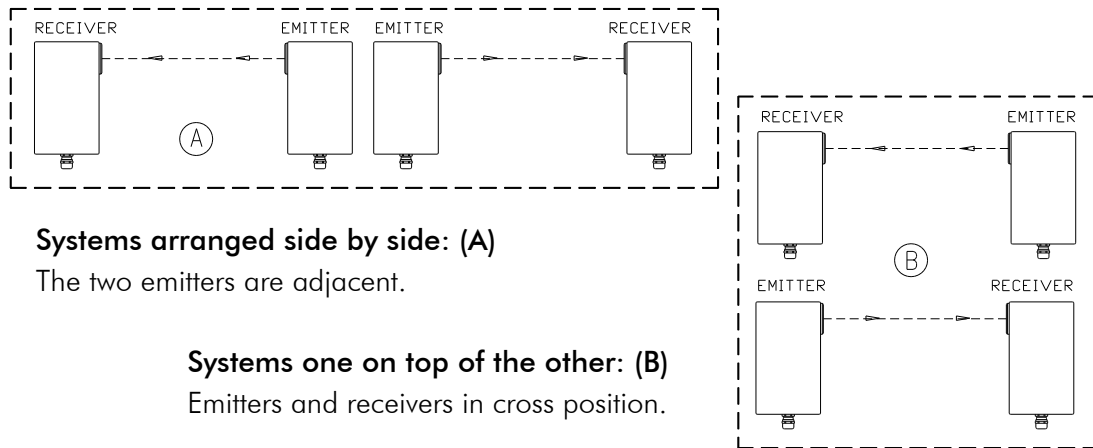 RECEIVER EMITTER EMITTER RECEIVER
A
Systems arranged side by side: (A)
The two emitters are adjacent.
RECEIVER EMITTER
B
EMITTER RECEIVER
Systems one on top of the other: (B)
Emitters and receivers in cross position.